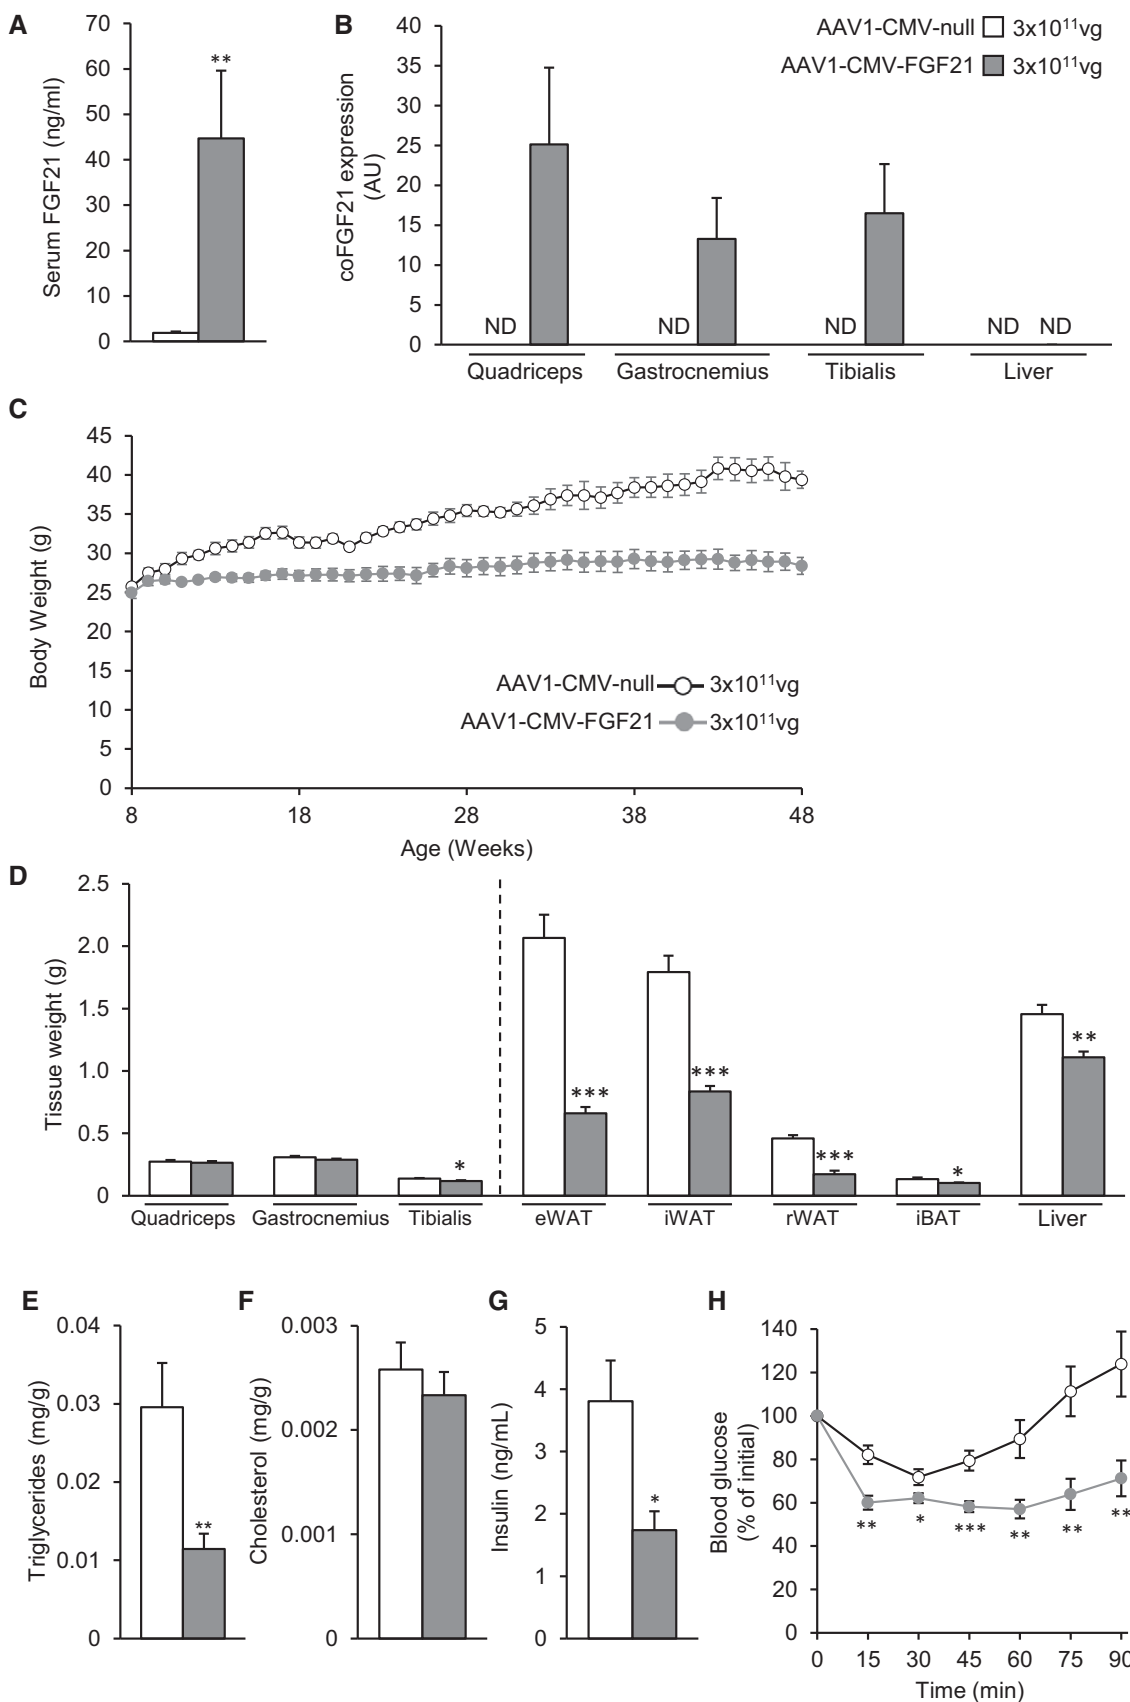 A
Serum FGF21 (ng/ml)
70
60
50
40
30
20
10
0
**
B
coFGF21 expression
(AU)
40
35
30
25
20
15
10
5
0
AAV1-CMV-null 3x10¹¹vg
AAV1-CMV-FGF21 3x10¹¹vg
ND ND ND ND ND
Quadriceps Gastrocnemius Tibialis Liver
C
Body Weight (g)
45
40
35
30
25
20
15
10
5
0
AAV1-CMV-null 3x10¹¹vg
AAV1-CMV-FGF21 3x10¹¹vg
8 18 28 38 48
Age (Weeks)
D
Tissue weight (g)
2.5
2.0
1.5
1.0
0.5
0
* *** *** *** * **
Quadriceps Gastrocnemius Tibialis eWAT iWAT rWAT iBAT Liver
E
Triglycerides (mg/g)
0.04
0.03
0.02
0.01
0
**
F
Cholesterol (mg/g)
0.003
0.002
0.001
0
G
Insulin (ng/mL)
5
4
3
2
1
0
*
H
Blood glucose
(% of initial)
140
120
100
80
60
40
20
0
** * *** ** ** **
0 15 30 45 60 75 90
Time (min)